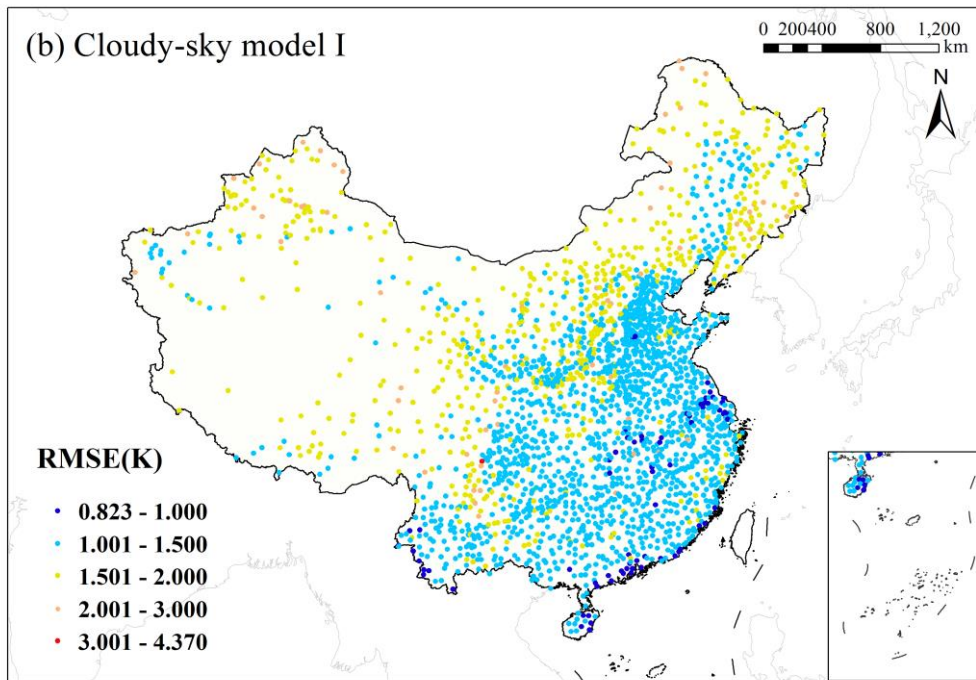 (b) Cloudy-sky model I
0 200400 800 1,200
km
N
RMSE(K)
0.823 - 1.000
1.001 - 1.500
1.501 - 2.000
2.001 - 3.000
3.001 - 4.370